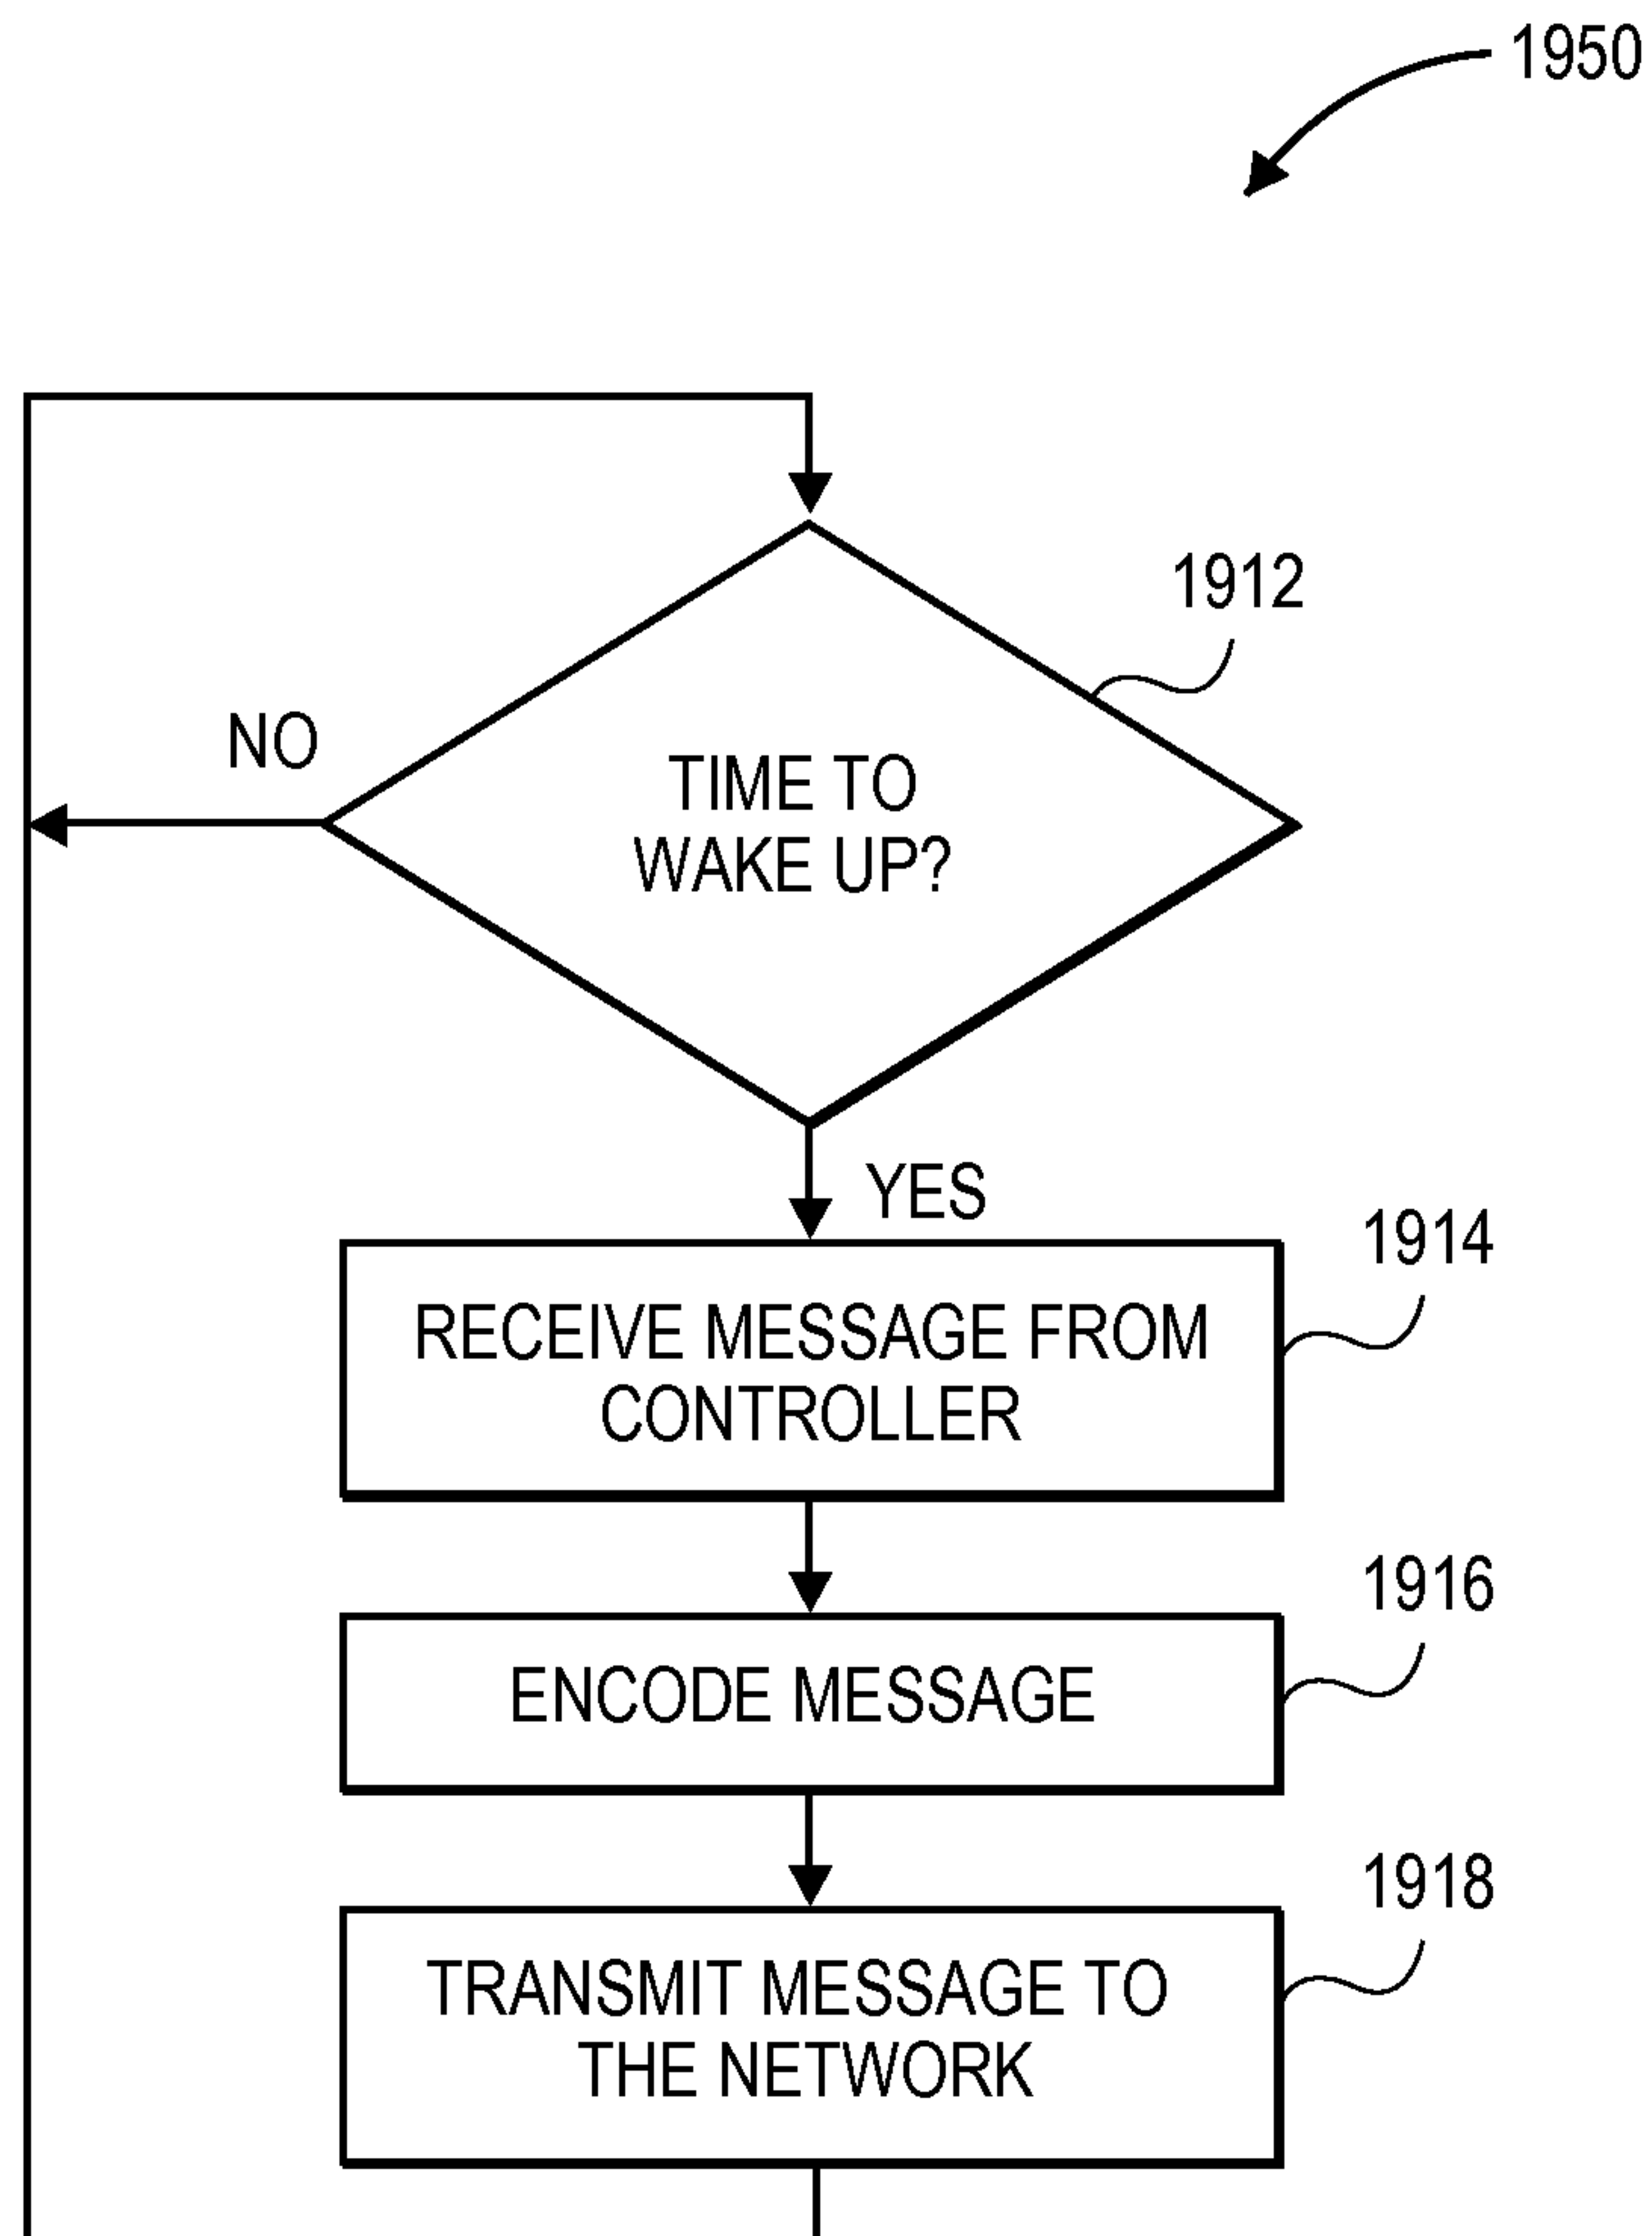 1950
1912
NO
TIME TO
WAKE UP?
YES
1914
RECEIVE MESSAGE FROM
CONTROLLER
1916
ENCODE MESSAGE
1918
TRANSMIT MESSAGE TO
THE NETWORK